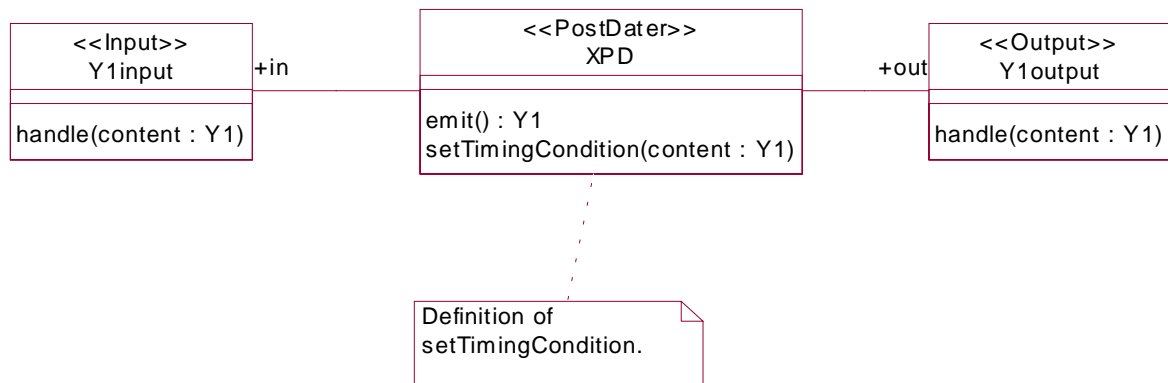 <<Input>>
Y1input
handle(content : Y1)
+in
<<PostDater>>
XPD
emit() : Y1
setTimingCondition(content : Y1)
+out
<<Output>>
Y1output
handle(content : Y1)
Definition of
setTimingCondition.